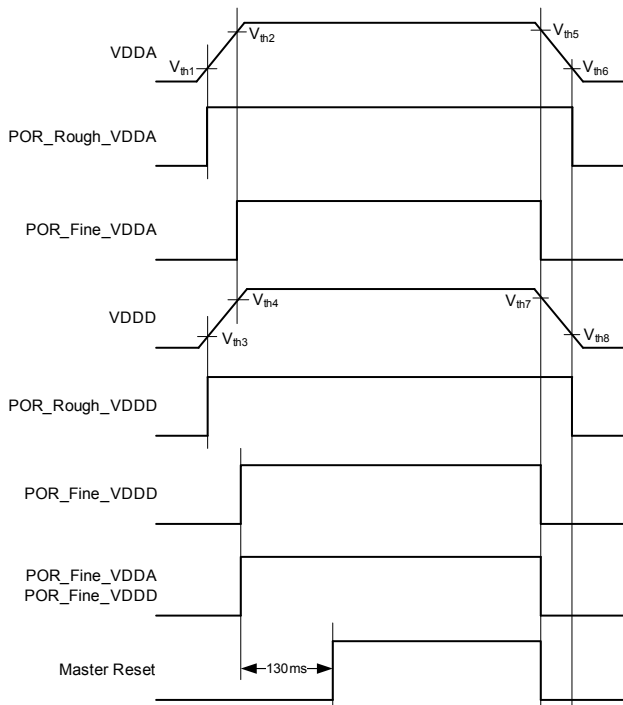 VDDA
Vth1
Vth2
Vth5
Vth6
POR_Rough_VDDA
POR_Fine_VDDA
VDDD
Vth3
Vth4
Vth7
Vth8
POR_Rough_VDDD
POR_Fine_VDDD
POR_Fine_VDDA
POR_Fine_VDDD
Master Reset
130ms